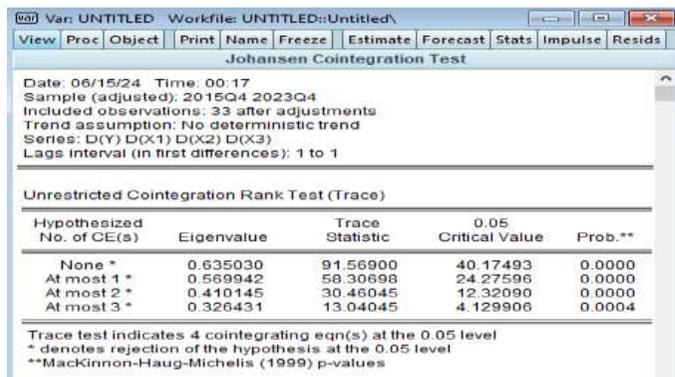 Var: UNTITLED Workfile: UNTITLED::Untitled\
View Proc Object Print Name Freeze Estimate Forecast Stats Impulse Resids
Johansen Cointegration Test
Date: 06/15/24 Time: 00:17
Sample (adjusted): 2015Q4 2023Q4
Included observations: 33 after adjustments
Trend assumption: No deterministic trend
Series: D(Y) D(X1) D(X2) D(X3)
Lags interval (in first differences): 1 to 1
Unrestricted Cointegration Rank Test (Trace)
Hypothesized Trace 0.05
No. of CE(s) Eigenvalue Statistic Critical Value Prob.**
None * 0.635030 91.56900 40.17493 0.0000
At most 1 * 0.569942 58.30698 24.27596 0.0000
At most 2 * 0.410145 30.46045 12.32090 0.0000
At most 3 * 0.326431 13.04045 4.129906 0.0004
Trace test indicates 4 cointegrating eqn(s) at the 0.05 level
* denotes rejection of the hypothesis at the 0.05 level
**MacKinnon-Haug-Michelis (1999) p-values